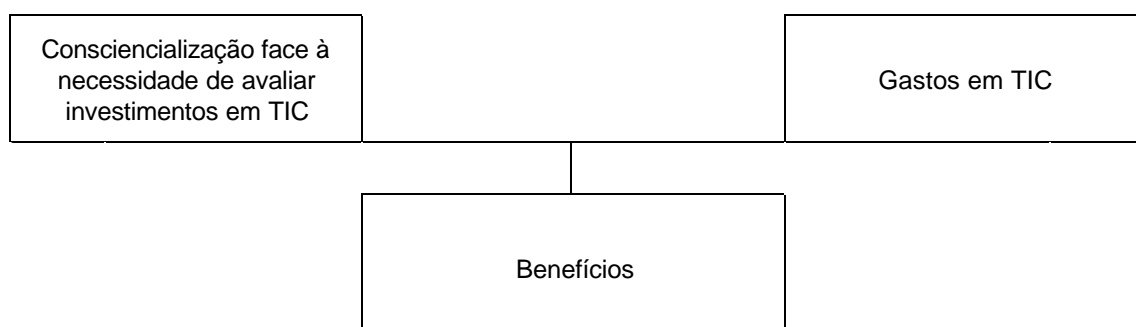 Consciencialização face à
necessidade de avaliar
investimentos em TIC
Gastos em TIC
Benefícios